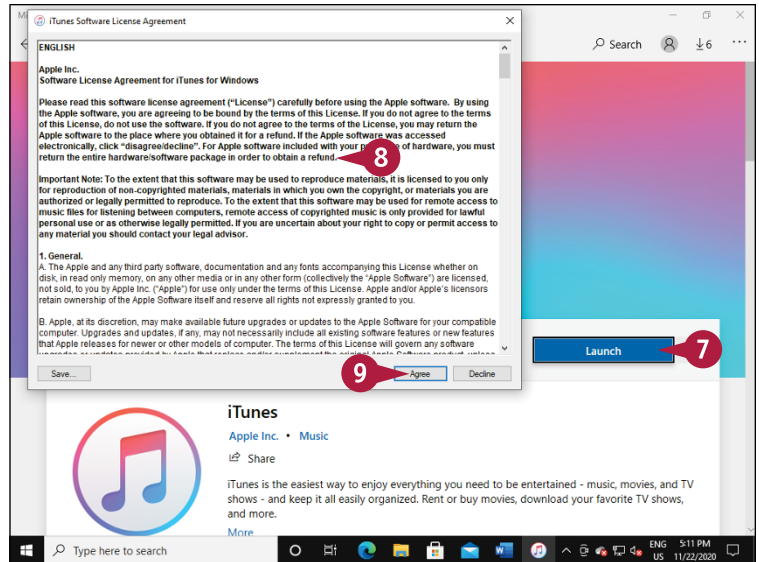 Mi
iTunes Software License Agreement
Search
6
ENGLISH
Apple Inc.
Software License Agreement for iTunes for Windows
Please read this software license agreement ("License") carefully before using the Apple software. By using
the Apple software, you are agreeing to be bound by the terms of this License. If you do not agree to the terms
of this License, do not use the software. If you do not agree to the terms of the License, you may return the
Apple software to the place where you obtained it for a refund. If the Apple software was accessed
electronically, click "disagree/decline". For Apple software included with your of hardware, you must
return the entire hardware/software package in order to obtain a refund.
8
Important Note: To the extent that this software may be used to reproduce materials, it is licensed to you only
for reproduction of non-copyrighted materials, materials in which you own the copyright, or materials you are
authorized or legally permitted to reproduce. To the extent that this software may be used for remote access to
music files for listening between computers, remote access of copyrighted music is only provided for lawful
personal use or as otherwise legally permitted. If you are uncertain about your right to copy or permit access to
any material you should contact your legal advisor.
1. General.
A. The Apple and any third party software, documentation and any fonts accompanying this License whether on
disk, in read only memory, on any other media or in any other form (collectively the "Apple Software") are licensed,
not sold, to you by Apple Inc. ("Apple") for use only under the terms of this License. Apple and/or Apple's licensors
retain ownership of the Apple Software itself and reserve all rights not expressly granted to you.
B. Apple, at its discretion, may make available future upgrades or updates to the Apple Software for your compatible
computer. Upgrades and updates, if any, may not necessarily include all existing software features or new features
that Apple releases for newer or other models of computer. The terms of this License will govern any software
Launch
7
Save...
9
Agree
Decline
iTunes
Apple Inc. • Music
Share
iTunes is the easiest way to enjoy everything you need to be entertained - music, movies, and TV
shows - and keep it all easily organized. Rent or buy movies, download your favorite TV shows,
and more.
More
Type here to search
ENG
US
5:11 PM
11/22/2020